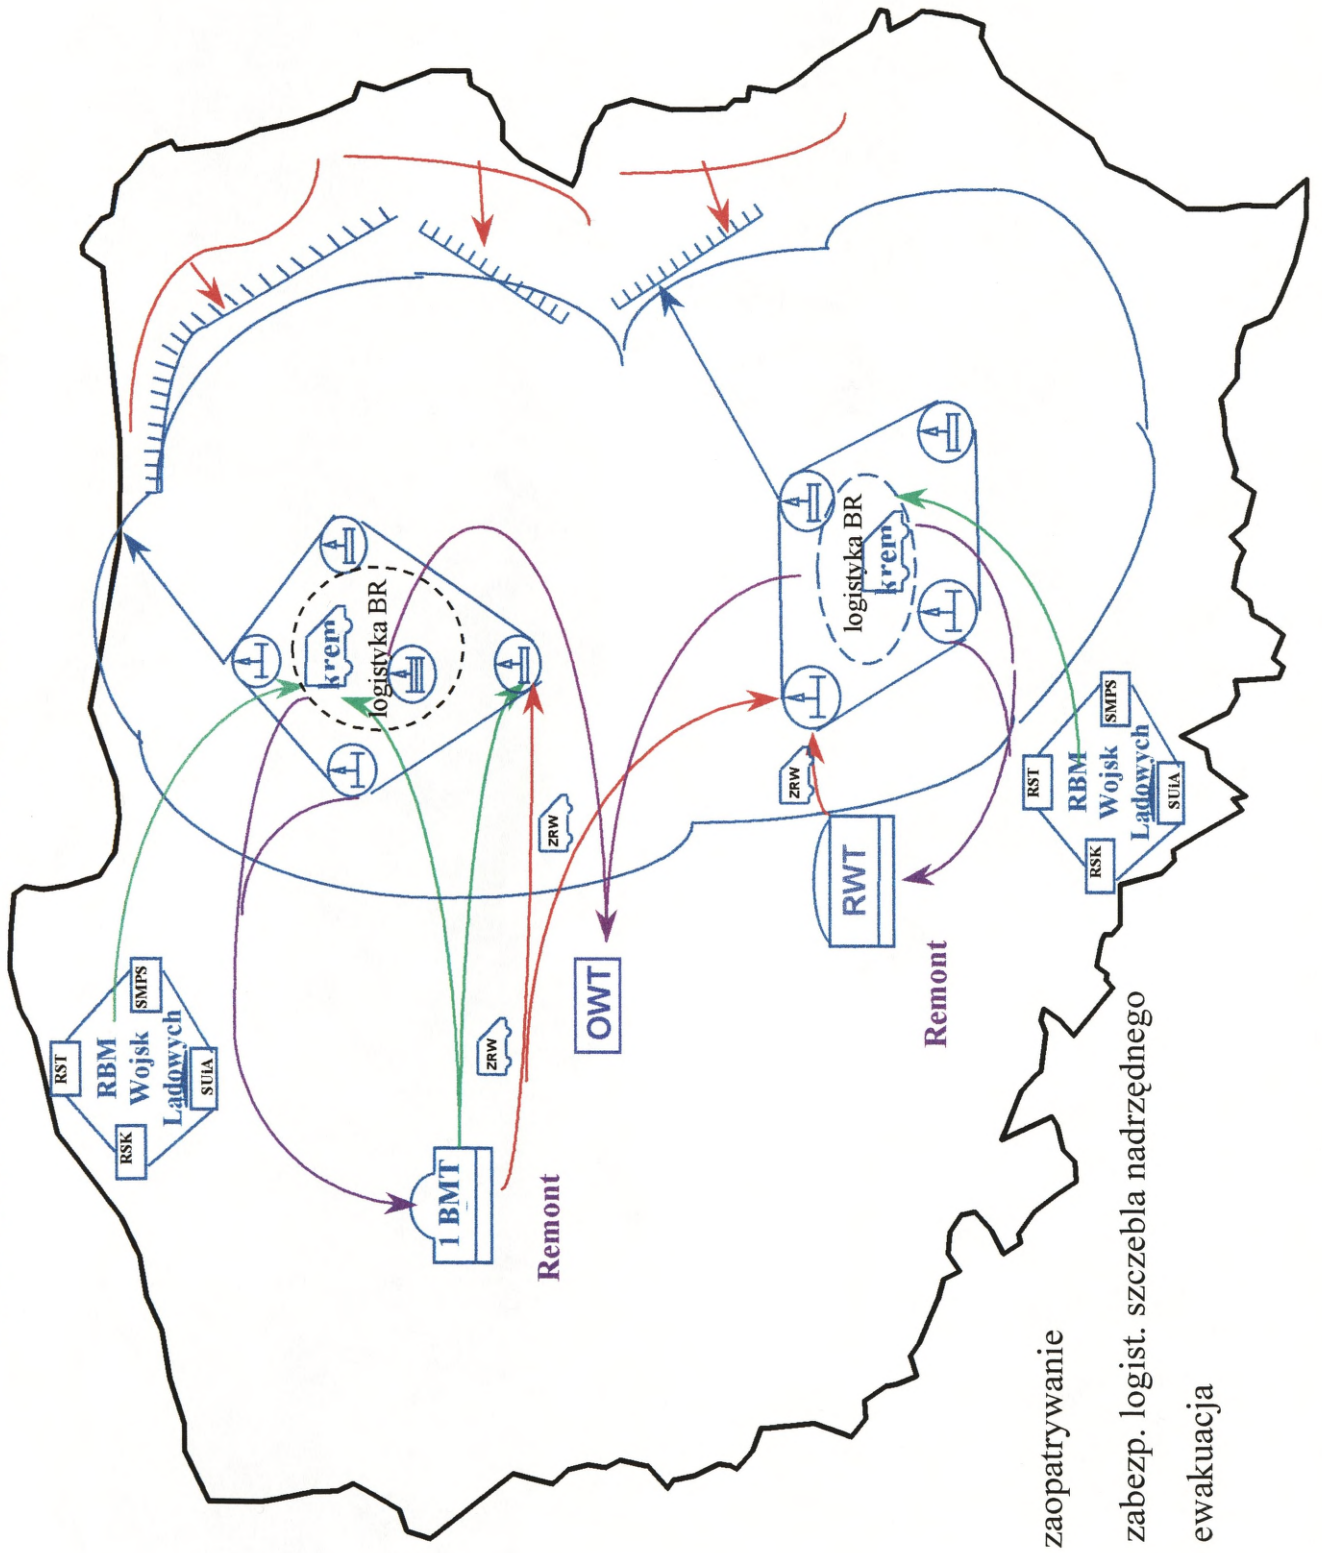 RST
RBM
Wojsk
Lądowych
RSK
SMPS
SUiA
krem
logistyka BR
1 BMT
Remont
ZRW
ZRW
OWT
ZRW
RWT
Remont
logistyka BR
krem
RST
RBM
Wojsk
Lądowych
RSK
SMPS
SUiA
zaopatrywanie
zabezp. logist. szczebla nadrzędnego
ewakuacja